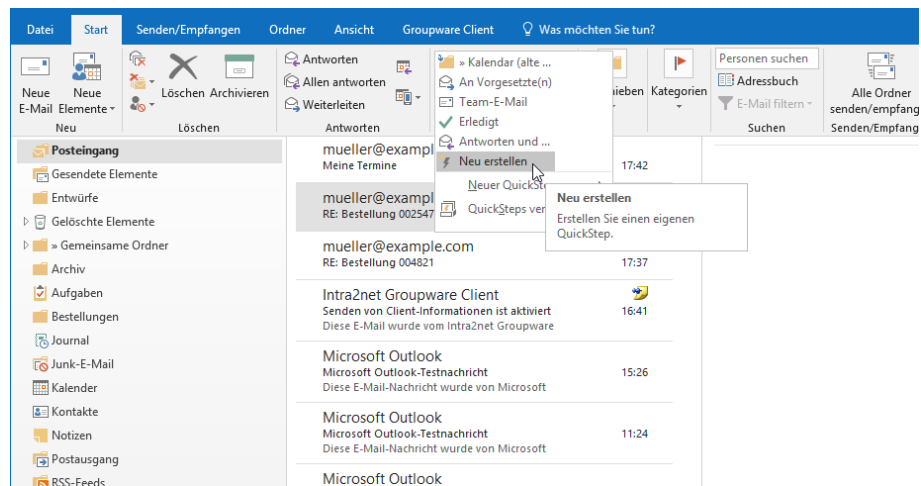 Datei Start Senden/Empfangen Ordner Ansicht Groupware Client Was möchten Sie tun?
Neue E-Mail
Neue Elemente
Löschen
Archivieren
Neu
Löschen
Antworten
Allen antworten
Weiterleiten
Antworten
» Kalendar (alte ...
An Vorgesetzte(n)
Team-E-Mail
Erledigt
Antworten und ...
Neu erstellen
Neuer QuickSte
QuickSteps ver
Neu erstellen
Erstellen Sie einen eigenen
QuickStep.
ieben
Kategorien
Personen suchen
Adressbuch
E-Mail filtern
Suchen
Alle Ordner
senden/empfang
Senden/Empfang
Posteingang
Gesendete Elemente
Entwürfe
Gelöschte Elemente
» Gemeinsame Ordner
Archiv
Aufgaben
Bestellungen
Journal
Junk-E-Mail
Kalender
Kontakte
Notizen
Postausgang
RSS-Feeds
mueller@exampl
Meine Termine 17:42
mueller@exampl
RE: Bestellung 002547
mueller@example.com
RE: Bestellung 004821 17:37
Intra2net Groupware Client
Senden von Client-Informationen ist aktiviert 16:41
Diese E-Mail wurde vom Intra2net Groupware
Microsoft Outlook
Microsoft Outlook-Testnachricht 15:26
Diese E-Mail-Nachricht wurde von Microsoft
Microsoft Outlook
Microsoft Outlook-Testnachricht 11:24
Diese E-Mail-Nachricht wurde von Microsoft
Microsoft Outlook